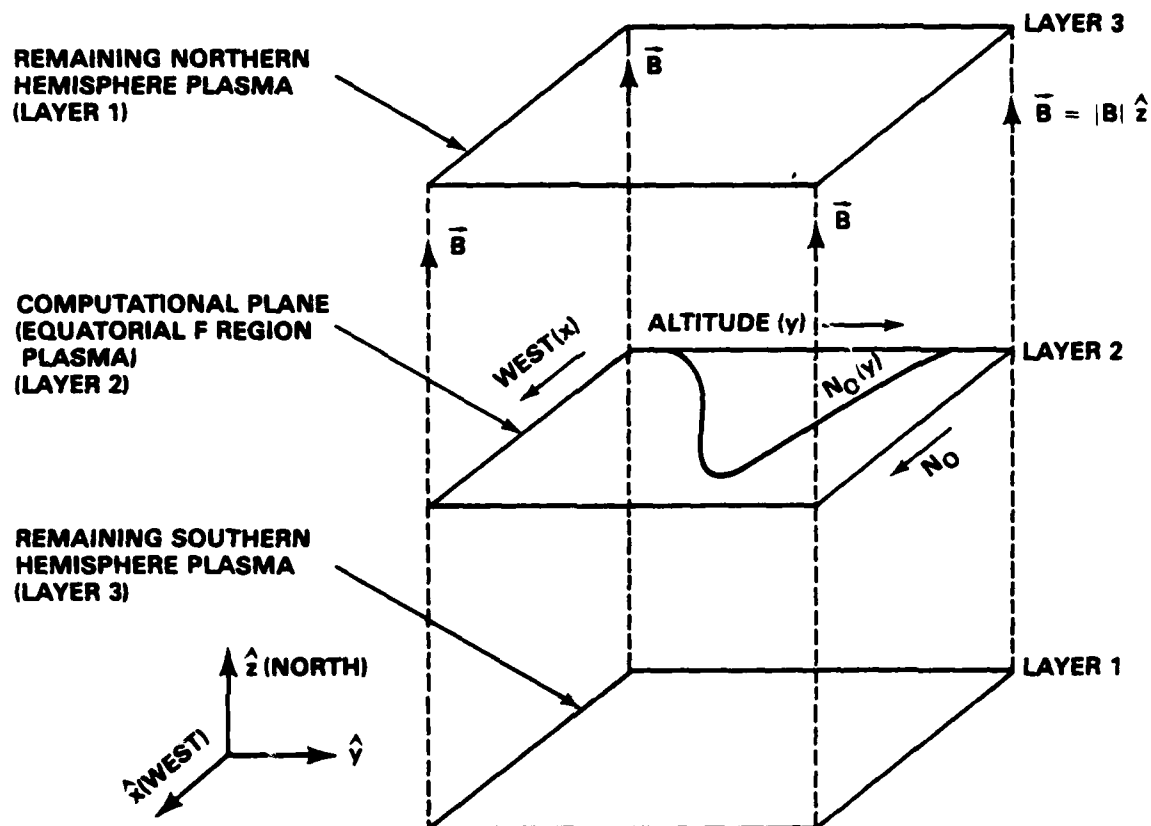 LAYER 3
REMAINING NORTHERN
HEMISPHERE PLASMA
(LAYER 1)
B
B = |B| ẑ
B
B
COMPUTATIONAL PLANE
(EQUATORIAL F REGION
PLASMA)
(LAYER 2)
ALTITUDE (y)
WEST(x)
LAYER 2
N₀(y)
N₀
REMAINING SOUTHERN
HEMISPHERE PLASMA
(LAYER 3)
ẑ (NORTH)
LAYER 1
x̂(WEST)
ŷ